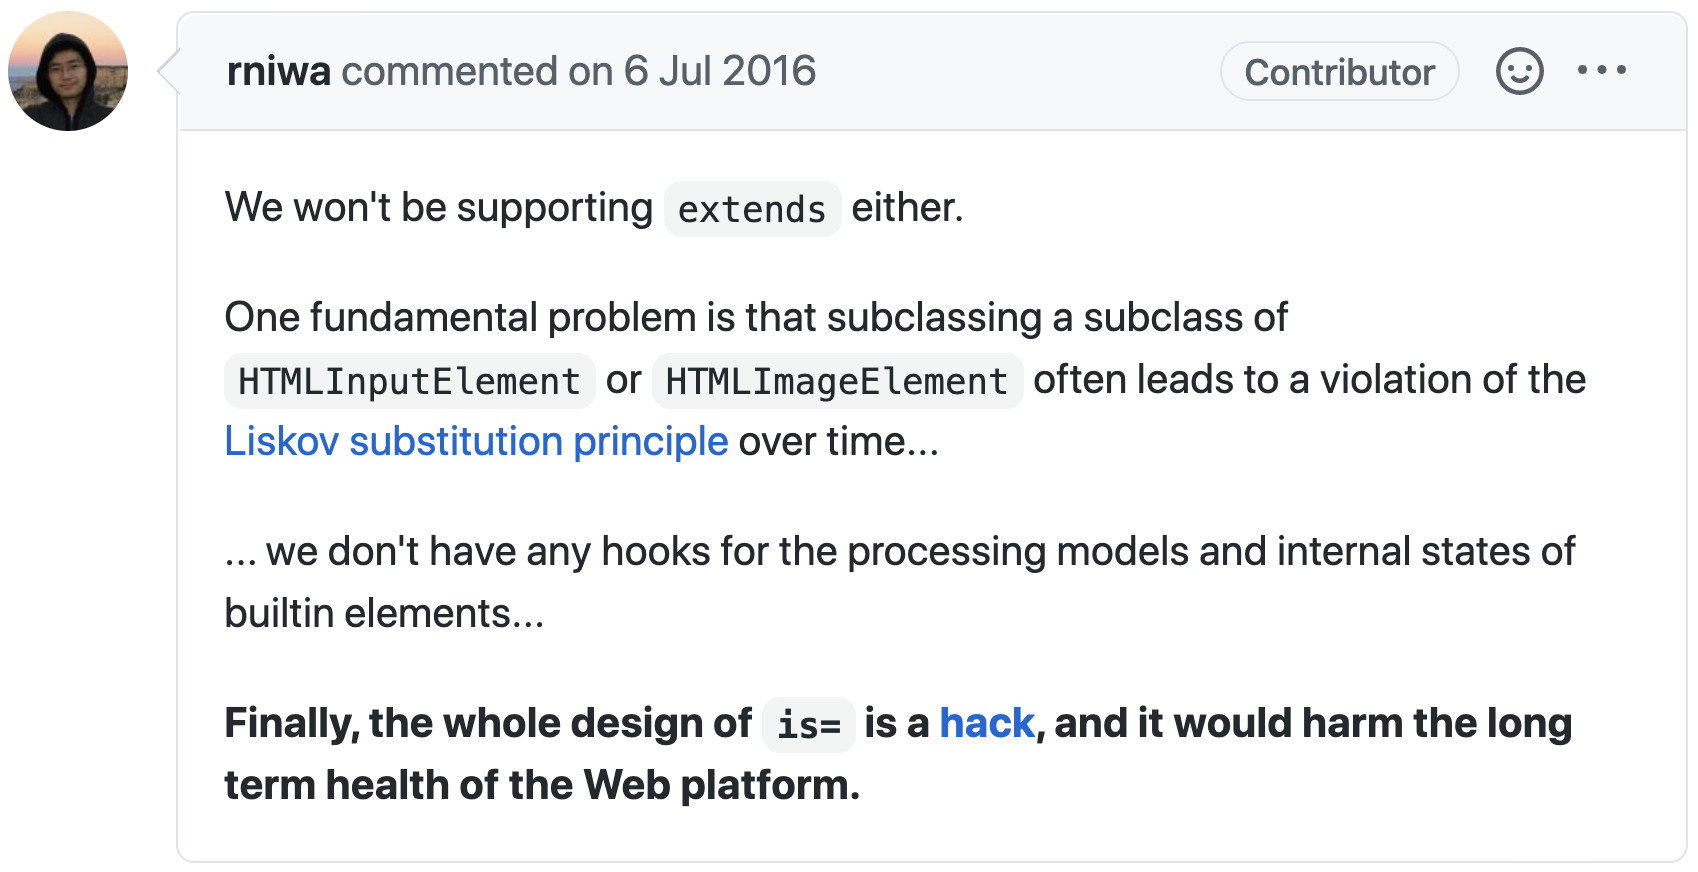 rniwa commented on 6 Jul 2016 Contributor
We won't be supporting extends either.
One fundamental problem is that subclassing a subclass of
HTMLInputElement or HTMLImageElement often leads to a violation of the
Liskov substitution principle over time...
... we don't have any hooks for the processing models and internal states of
builtin elements...
Finally, the whole design of is= is a hack, and it would harm the long
term health of the Web platform.